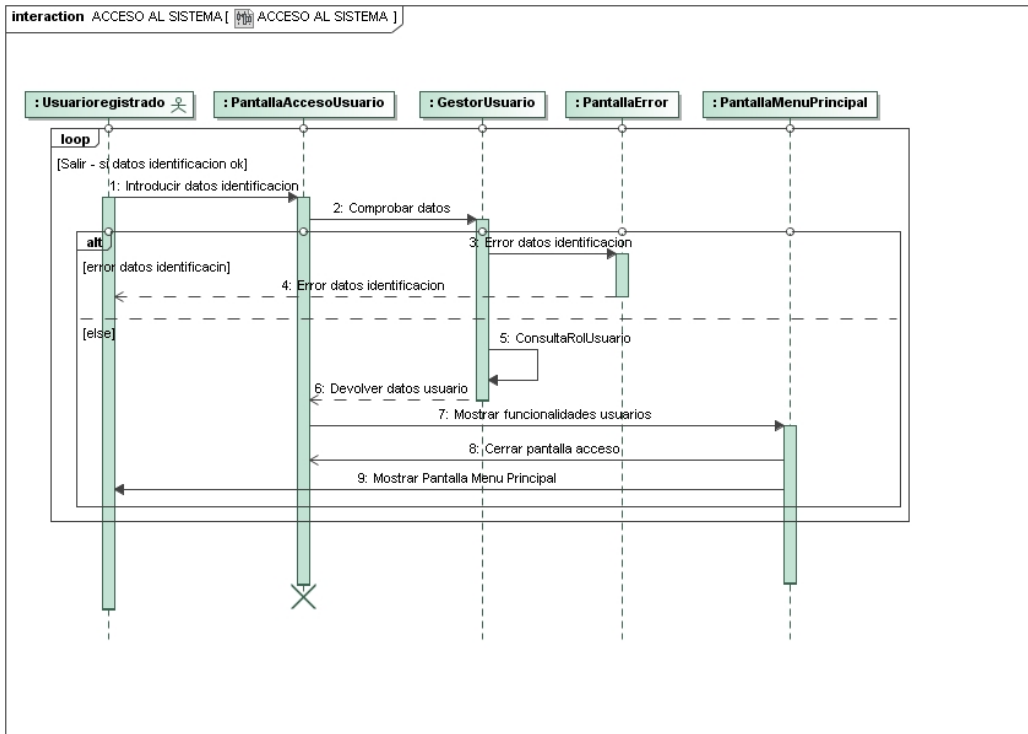 interaction ACCESO AL SISTEMA [ ACCESO AL SISTEMA ]
: Usuarioregistrado
: PantallaAccesoUsuario
: GestorUsuario
: PantallaError
: PantallaMenuPrincipal
loop
[Salir - si datos identificacion ok]
1: Introducir datos identificacion
2: Comprobar datos
alt
3: Error datos identificacion
[error datos identificacin]
4: Error datos identificacion
[else]
5: ConsultaRolUsuario
6: Devolver datos usuario
7: Mostrar funcionalidades usuarios
8: Cerrar pantalla acceso
9: Mostrar Pantalla Menu Principal